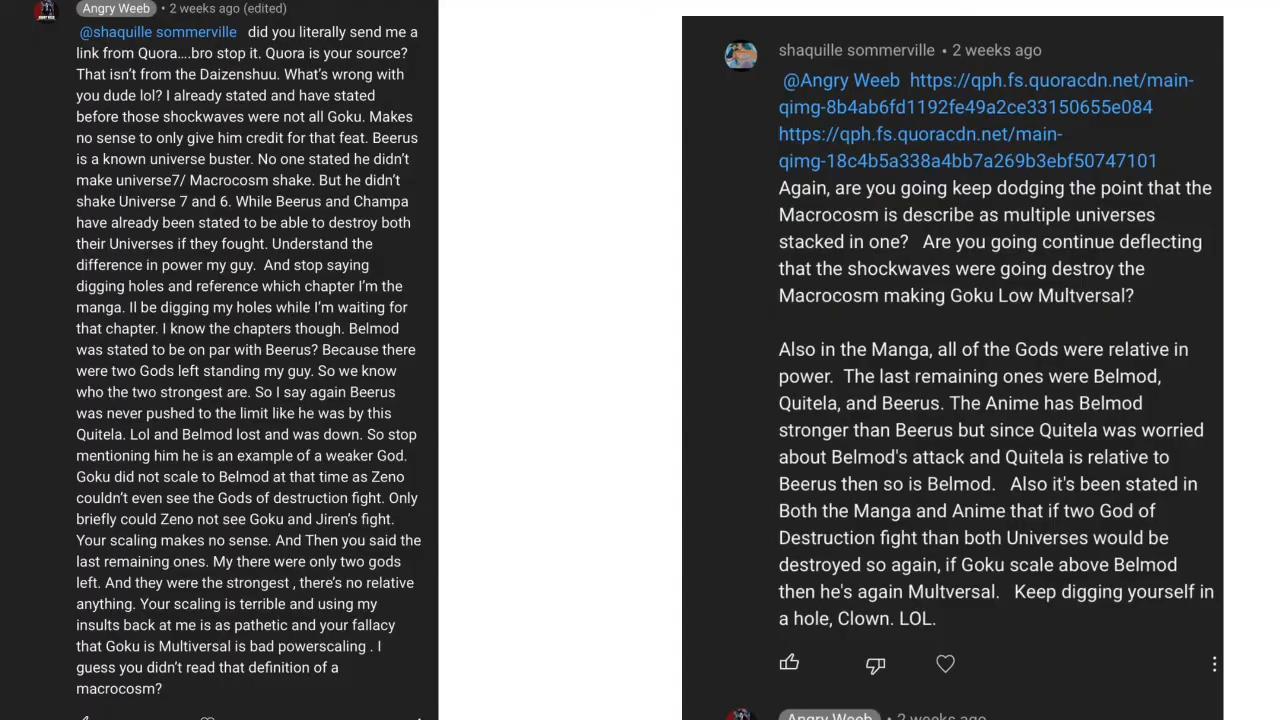 Angry Weeb • 2 weeks ago (edited)
@shaquille sommerville did you literally send me a
link from Quora....bro stop it. Quora is your source?
That isn't from the Daizenshuu. What's wrong with
you dude lol? I already stated and have stated
before those shockwaves were not all Goku. Makes
no sense to only give him credit for that feat. Beerus
is a known universe buster. No one stated he didn't
make universe7/ Macrocosm shake. But he didn't
shake Universe 7 and 6. While Beerus and Champa
have already been stated to be able to destroy both
their Universes if they fought. Understand the
difference in power my guy. And stop saying
digging holes and reference which chapter I'm the
manga. Il be digging my holes while I'm waiting for
that chapter. I know the chapters though. Belmod
was stated to be on par with Beerus? Because there
were two Gods left standing my guy. So we know
who the two strongest are. So I say again Beerus
was never pushed to the limit like he was by this
Quitela. Lol and Belmod lost and was down. So stop
mentioning him he is an example of a weaker God.
Goku did not scale to Belmod at that time as Zeno
couldn't even see the Gods of destruction fight. Only
briefly could Zeno not see Goku and Jiren's fight.
Your scaling makes no sense. And Then you said the
last remaining ones. My there were only two gods
left. And they were the strongest , there's no relative
anything. Your scaling is terrible and using my
insults back at me is as pathetic and your fallacy
that Goku is Multiversal is bad powerscaling . I
guess you didn't read that definition of a
macrocosm?
shaquille sommerville • 2 weeks ago
@Angry Weeb https://qph.fs.quoracdn.net/main-
qimg-8b4ab6fd1192fe49a2ce33150655e084
https://qph.fs.quoracdn.net/main-
qimg-18c4b5a338a4bb7a269b3ebf50747101
Again, are you going keep dodging the point that the
Macrocosm is describe as multiple universes
stacked in one? Are you going continue deflecting
that the shockwaves were going destroy the
Macrocosm making Goku Low Multversal?
Also in the Manga, all of the Gods were relative in
power. The last remaining ones were Belmod,
Quitela, and Beerus. The Anime has Belmod
stronger than Beerus but since Quitela was worried
about Belmod's attack and Quitela is relative to
Beerus then so is Belmod. Also it's been stated in
Both the Manga and Anime that if two God of
Destruction fight than both Universes would be
destroyed so again, if Goku scale above Belmod
then he's again Multversal. Keep digging yourself in
a hole, Clown. LOL.
Angry Weeb • 2 weeks ago